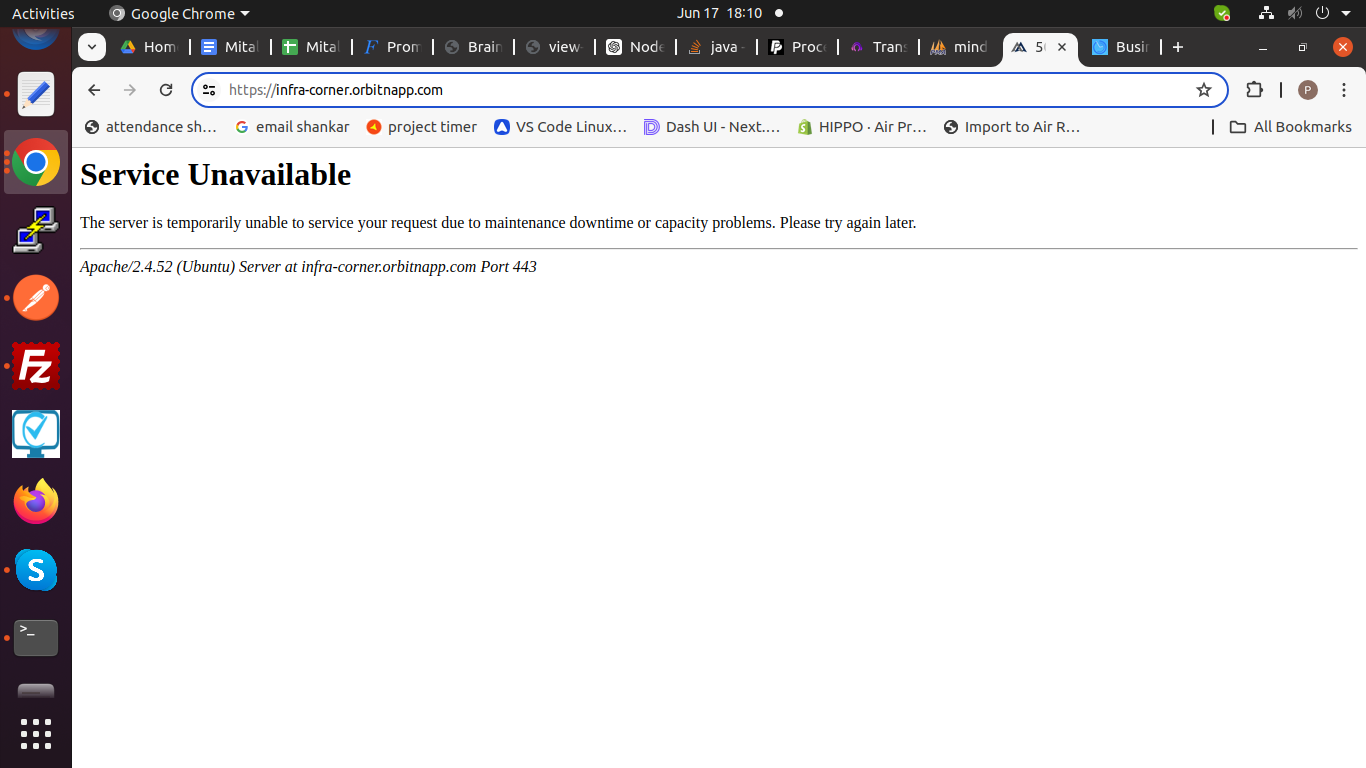 Activities Google Chrome Jun 17 18:10
Hom Mital Mital Prom Brain view- Node java - Proc Trans mind 5 Busin
https://infra-corner.orbitnapp.com P
attendance sh… email shankar project timer VS Code Linux… Dash UI - Next.… HIPPO · Air Pr… Import to Air R… All Bookmarks
Service Unavailable
The server is temporarily unable to service your request due to maintenance downtime or capacity problems. Please try again later.
Apache/2.4.52 (Ubuntu) Server at infra-corner.orbitnapp.com Port 443